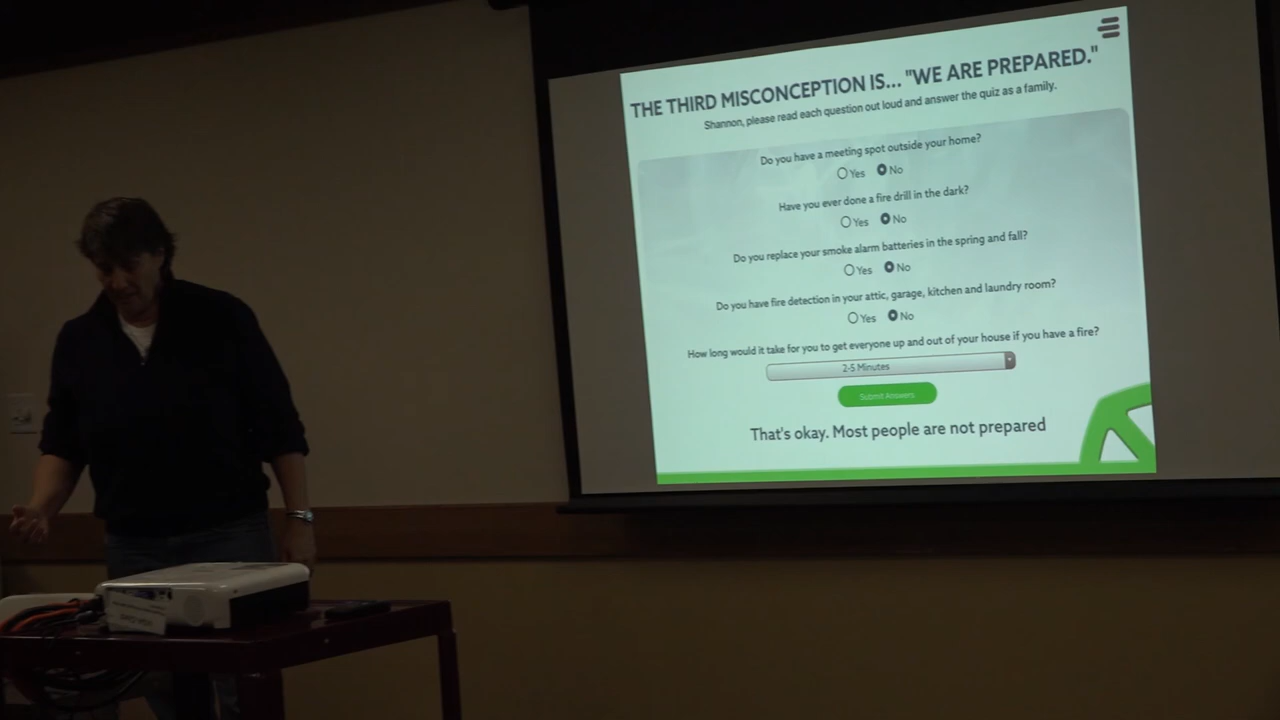 THE THIRD MISCONCEPTION IS... "WE ARE PREPARED."
Shannon, please read each question out loud and answer the quiz as a family.
Do you have a meeting spot outside your home?
Yes No
Have you ever done a fire drill in the dark?
Yes No
Do you replace your smoke alarm batteries in the spring and fall?
Yes No
Do you have fire detection in your attic, garage, kitchen and laundry room?
Yes No
How long would it take for you to get everyone up and out of your house if you have a fire?
2-5 Minutes
Submit Answers
That's okay. Most people are not prepared